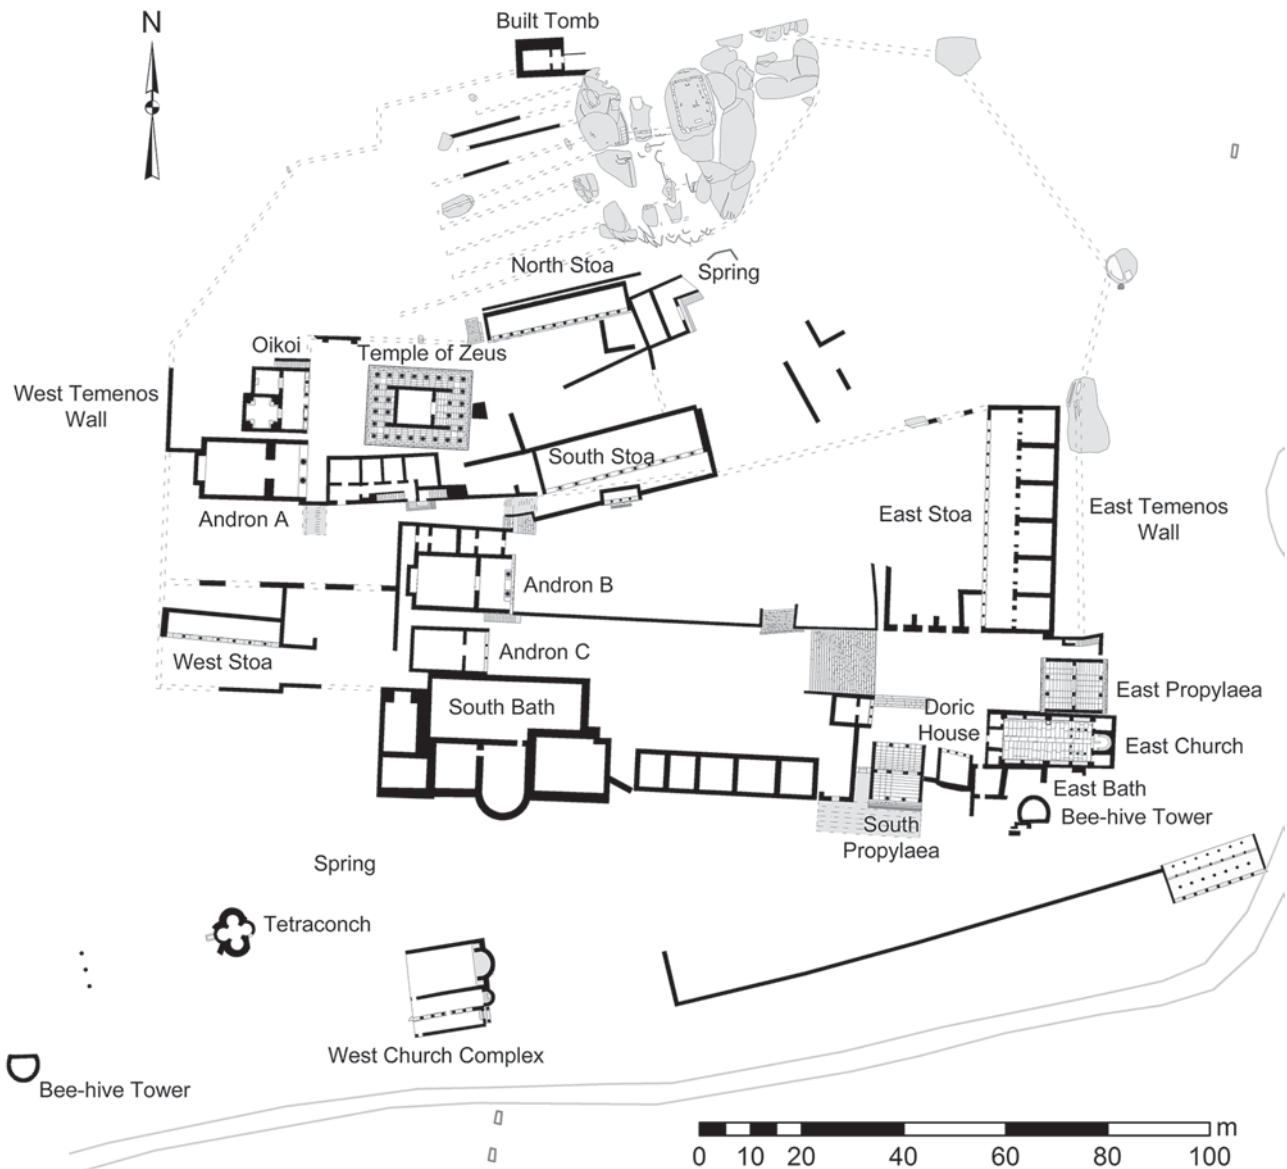 N
Built Tomb
North Stoa
Spring
Oikoi
Temple of Zeus
West Temenos
Wall
South Stoa
Andron A
East Stoa
East Temenos
Wall
Andron B
Andron C
West Stoa
South Bath
Doric
House
East Propylaea
East Church
East Bath
Bee-hive Tower
South
Propylaea
Spring
Tetraconch
West Church Complex
Bee-hive Tower
m
0 10 20 40 60 80 100